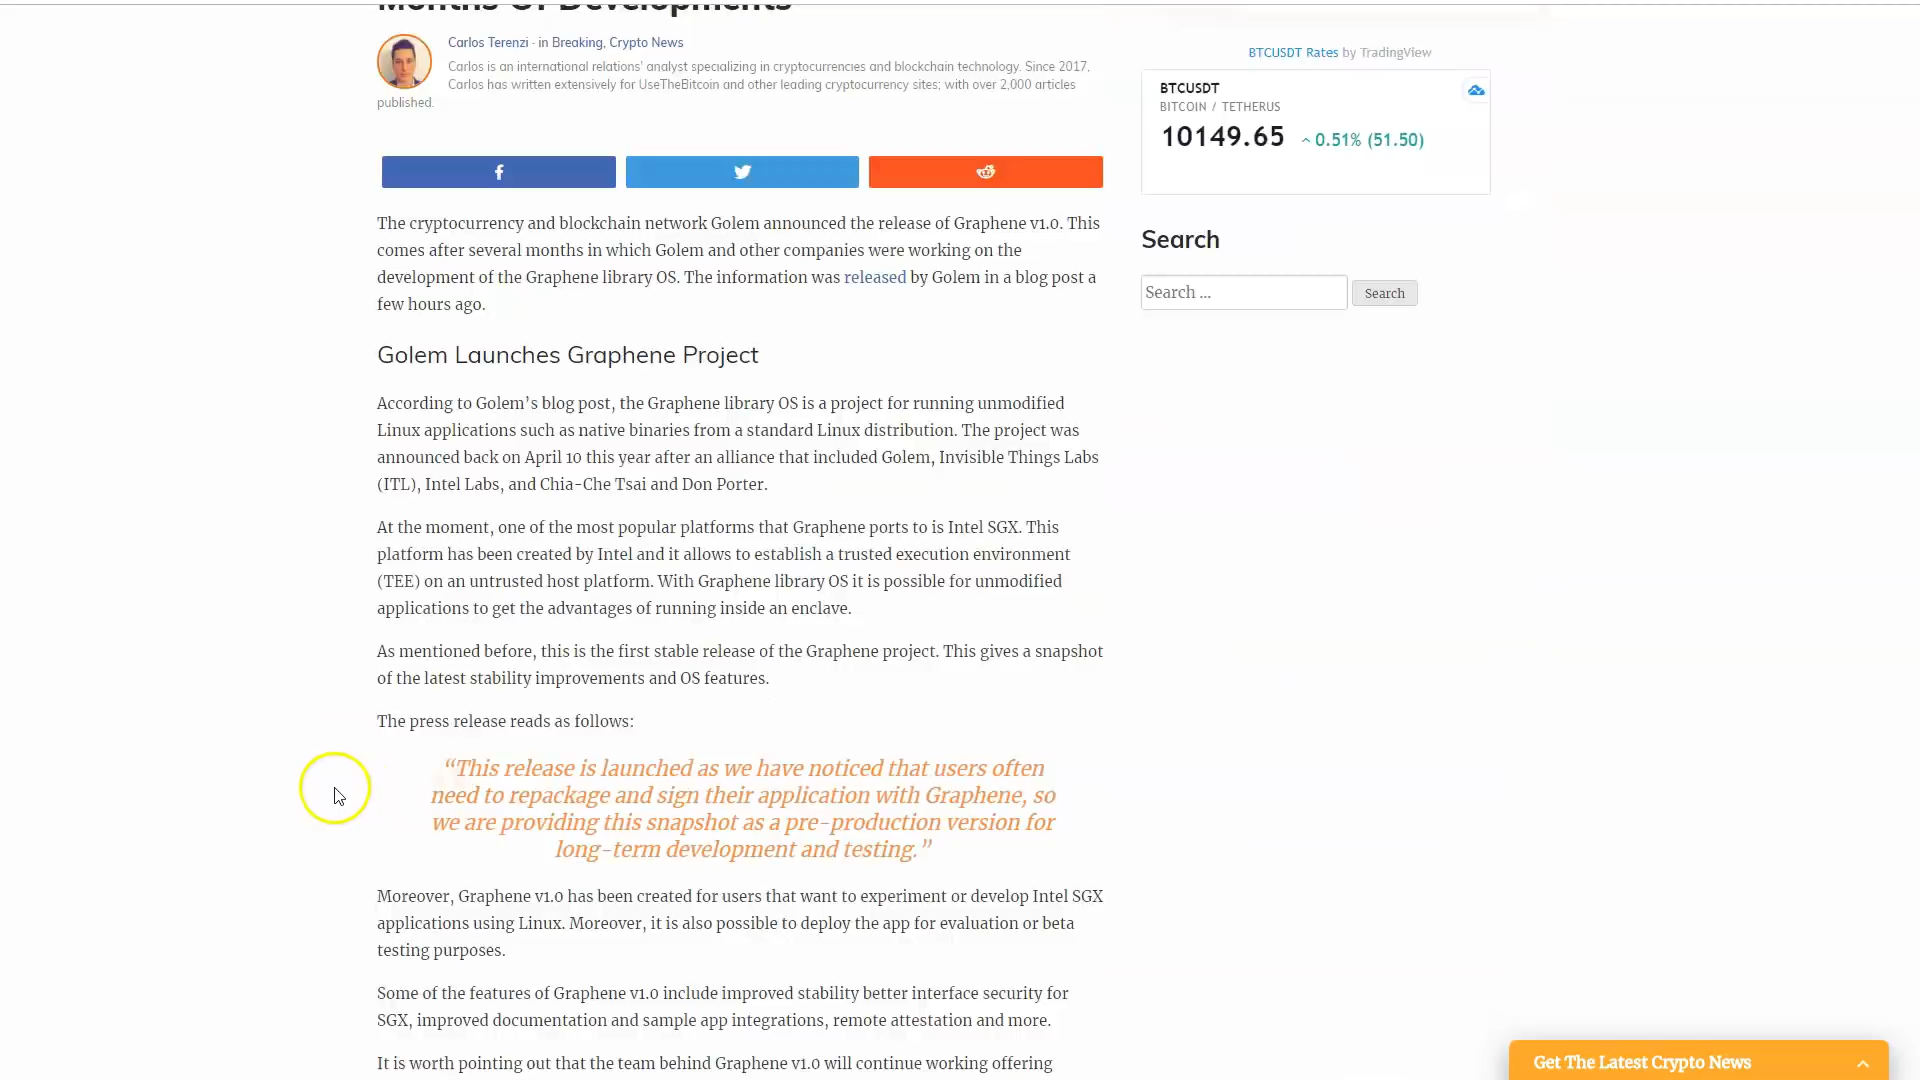 Months Of Developments
Carlos Terenzi · in Breaking, Crypto News
Carlos is an international relations' analyst specializing in cryptocurrencies and blockchain technology. Since 2017,
Carlos has written extensively for UseTheBitcoin and other leading cryptocurrency sites; with over 2,000 articles
published.
The cryptocurrency and blockchain network Golem announced the release of Graphene v1.0. This
comes after several months in which Golem and other companies were working on the
development of the Graphene library OS. The information was released by Golem in a blog post a
few hours ago.
Golem Launches Graphene Project
According to Golem’s blog post, the Graphene library OS is a project for running unmodified
Linux applications such as native binaries from a standard Linux distribution. The project was
announced back on April 10 this year after an alliance that included Golem, Invisible Things Labs
(ITL), Intel Labs, and Chia-Che Tsai and Don Porter.
At the moment, one of the most popular platforms that Graphene ports to is Intel SGX. This
platform has been created by Intel and it allows to establish a trusted execution environment
(TEE) on an untrusted host platform. With Graphene library OS it is possible for unmodified
applications to get the advantages of running inside an enclave.
As mentioned before, this is the first stable release of the Graphene project. This gives a snapshot
of the latest stability improvements and OS features.
The press release reads as follows:
“This release is launched as we have noticed that users often
need to repackage and sign their application with Graphene, so
we are providing this snapshot as a pre-production version for
long-term development and testing.”
Moreover, Graphene v1.0 has been created for users that want to experiment or develop Intel SGX
applications using Linux. Moreover, it is also possible to deploy the app for evaluation or beta
testing purposes.
Some of the features of Graphene v1.0 include improved stability better interface security for
SGX, improved documentation and sample app integrations, remote attestation and more.
It is worth pointing out that the team behind Graphene v1.0 will continue working offering
BTCUSDT Rates by TradingView
BTCUSDT
BITCOIN / TETHERUS
10149.65 0.51% (51.50)
Search
Search ... Search
Get The Latest Crypto News